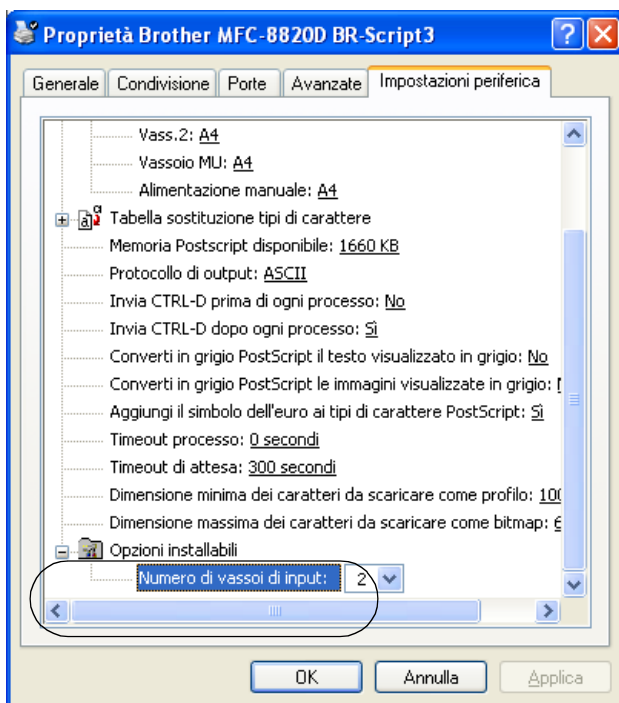 Proprietà Brother MFC-8820D BR-Script3
Generale Condivisione Porte Avanzate Impostazioni periferica
Vass.2: A4
Vassoio MU: A4
Alimentazione manuale: A4
Tabella sostituzione tipi di carattere
Memoria Postscript disponibile: 1660 KB
Protocollo di output: ASCII
Invia CTRL-D prima di ogni processo: No
Invia CTRL-D dopo ogni processo: Sì
Converti in grigio PostScript il testo visualizzato in grigio: No
Converti in grigio PostScript le immagini visualizzate in grigio:
Aggiungi il simbolo dell'euro ai tipi di carattere PostScript: Sì
Timeout processo: 0 secondi
Timeout di attesa: 300 secondi
Dimensione minima dei caratteri da scaricare come profilo: 100
Dimensione massima dei caratteri da scaricare come bitmap:
Opzioni installabili
Numero di vassoi di input: 2
OK Annulla Applica